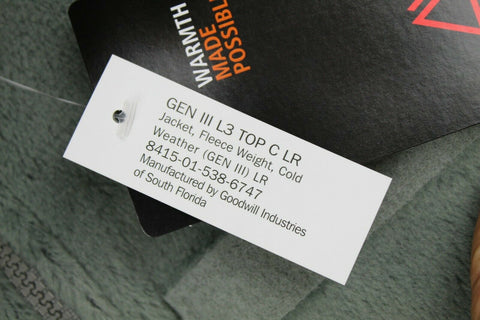 WARMTH
MADE
POSSIBLE
GEN III L3 TOP C LR
Jacket, Fleece Weight, Cold
Weather (GEN III) LR
8415-01-538-6747
Manufactured by Goodwill Industries
of South Florida